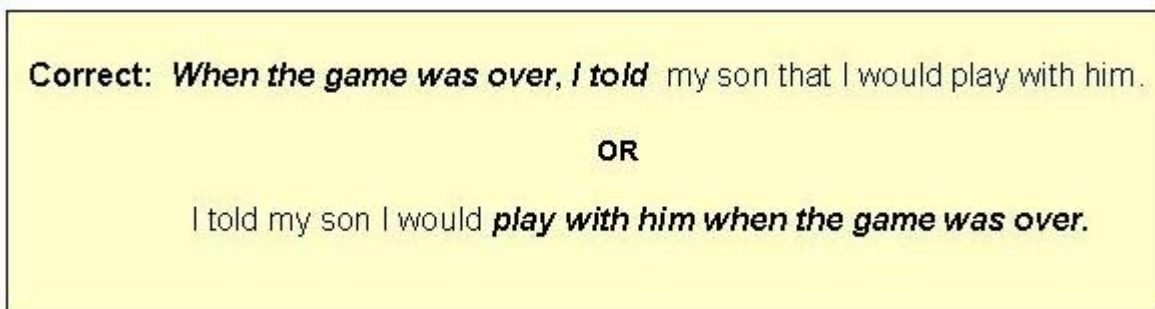 Correct: When the game was over, I told my son that I would play with him.
OR
I told my son I would play with him when the game was over.